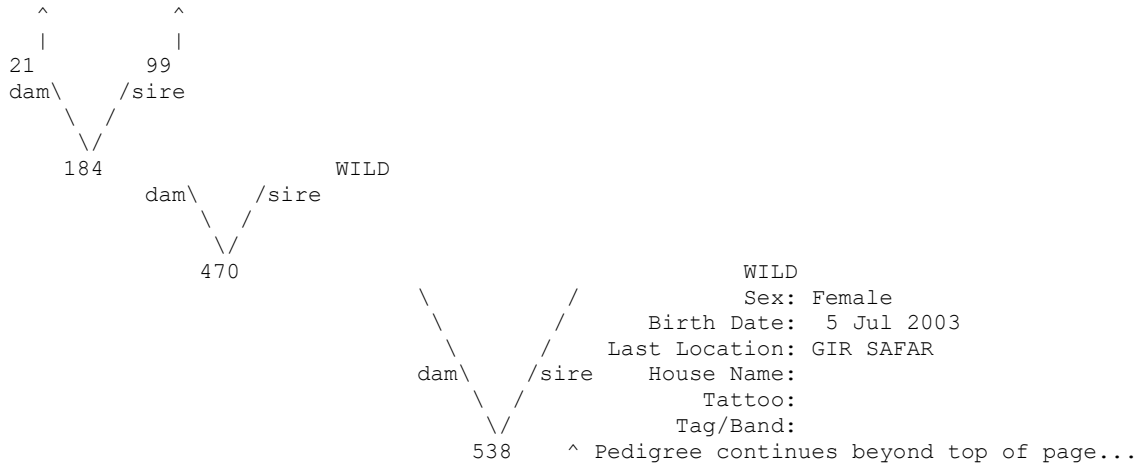 ^ ^
| |
21 99
dam\ /sire
\ /
\/
184 WILD
dam\ /sire
\ /
\/
470 WILD
\ / Sex: Female
\ / Birth Date: 5 Jul 2003
\ / Last Location: GIR SAFAR
dam\ /sire House Name:
\ / Tattoo:
\/ Tag/Band:
538 ^ Pedigree continues beyond top of page...